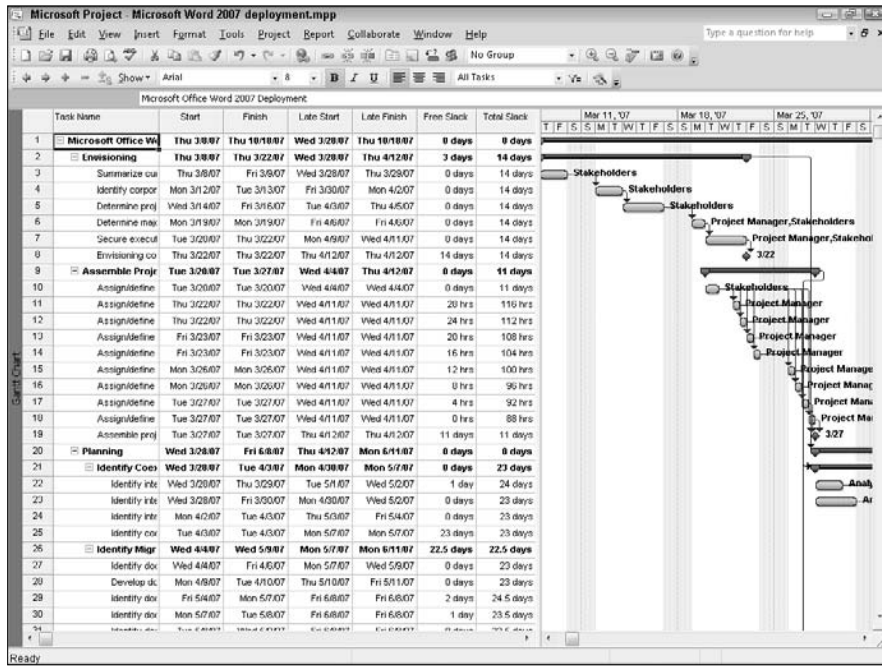 Microsoft Project - Microsoft Word 2007 deployment.mpp
File Edit View Insert Format Tools Project Report Collaborate Window Help Type a question for help
Show Arial 8 B I U All Tasks
No Group
Microsoft Office Word 2007 Deployment
Task Name Start Finish Late Start Late Finish Free Slack Total Slack Mar 11, '07 Mar 18, '07 Mar 25, '07
T F S S M T W T F S S M T W T F S S M T W T F S
1 Microsoft Office Wo Thu 3/8/07 Thu 10/18/07 Wed 3/28/07 Thu 10/18/07 0 days 0 days
2 Envisioning Thu 3/8/07 Thu 3/22/07 Wed 3/28/07 Thu 4/12/07 3 days 14 days
3 Summarize cur Thu 3/8/07 Fri 3/9/07 Wed 3/28/07 Thu 3/29/07 0 days 14 days Stakeholders
4 Identify corpor Mon 3/12/07 Tue 3/13/07 Fri 3/30/07 Mon 4/2/07 0 days 14 days Stakeholders
5 Determine proj Wed 3/14/07 Fri 3/16/07 Tue 4/3/07 Thu 4/5/07 0 days 14 days Stakeholders
6 Determine majo Mon 3/19/07 Mon 3/19/07 Fri 4/6/07 Fri 4/6/07 0 days 14 days Project Manager,Stakeholders
7 Secure execut Tue 3/20/07 Thu 3/22/07 Mon 4/9/07 Wed 4/11/07 0 days 14 days Project Manager,Stakehol
8 Envisioning co Thu 3/22/07 Thu 3/22/07 Thu 4/12/07 Thu 4/12/07 14 days 14 days 3/22
9 Assemble Proje Tue 3/20/07 Tue 3/27/07 Wed 4/4/07 Thu 4/12/07 0 days 11 days
10 Assign/define Tue 3/20/07 Tue 3/20/07 Wed 4/4/07 Wed 4/4/07 0 days 11 days Stakeholders
11 Assign/define Thu 3/22/07 Thu 3/22/07 Wed 4/11/07 Wed 4/11/07 28 hrs 116 hrs Project Manager
12 Assign/define Thu 3/22/07 Thu 3/22/07 Wed 4/11/07 Wed 4/11/07 24 hrs 112 hrs Project Manager
13 Assign/define Fri 3/23/07 Fri 3/23/07 Wed 4/11/07 Wed 4/11/07 20 hrs 108 hrs Project Manager
14 Assign/define Fri 3/23/07 Fri 3/23/07 Wed 4/11/07 Wed 4/11/07 16 hrs 104 hrs Project Manager
15 Assign/define Mon 3/26/07 Mon 3/26/07 Wed 4/11/07 Wed 4/11/07 12 hrs 100 hrs Project Manage
16 Assign/define Mon 3/26/07 Mon 3/26/07 Wed 4/11/07 Wed 4/11/07 8 hrs 96 hrs Project Manag
17 Assign/define Tue 3/27/07 Tue 3/27/07 Wed 4/11/07 Wed 4/11/07 4 hrs 92 hrs Project Mana
18 Assign/define Tue 3/27/07 Tue 3/27/07 Wed 4/11/07 Wed 4/11/07 0 hrs 88 hrs Project Ma
19 Assemble proj Tue 3/27/07 Tue 3/27/07 Thu 4/12/07 Thu 4/12/07 11 days 11 days 3/27
20 Planning Wed 3/28/07 Fri 6/8/07 Thu 4/12/07 Mon 6/11/07 0 days 0 days
21 Identify Coex Wed 3/28/07 Tue 4/3/07 Mon 4/30/07 Mon 5/7/07 0 days 23 days
22 Identify inte Wed 3/28/07 Thu 3/29/07 Tue 5/1/07 Wed 5/2/07 1 day 24 days Analy
23 Identify inte Wed 3/28/07 Fri 3/30/07 Mon 4/30/07 Wed 5/2/07 0 days 23 days Ar
24 Identify inte Mon 4/2/07 Tue 4/3/07 Thu 5/3/07 Fri 5/4/07 0 days 23 days
25 Identify coe Tue 4/3/07 Tue 4/3/07 Mon 5/7/07 Mon 5/7/07 23 days 23 days
26 Identify Migr Wed 4/4/07 Wed 5/9/07 Mon 5/7/07 Mon 6/11/07 22.5 days 22.5 days
27 Identify doc Wed 4/4/07 Fri 4/6/07 Mon 5/7/07 Wed 5/9/07 0 days 23 days
28 Develop dc Mon 4/9/07 Tue 4/10/07 Thu 5/10/07 Fri 5/11/07 0 days 23 days
29 Identify doc Fri 5/4/07 Mon 5/7/07 Fri 6/8/07 Fri 6/8/07 2 days 24.5 days
30 Identify doc Mon 5/7/07 Tue 5/8/07 Fri 6/8/07 Fri 6/8/07 1 day 23.5 days
Gantt Chart
Ready